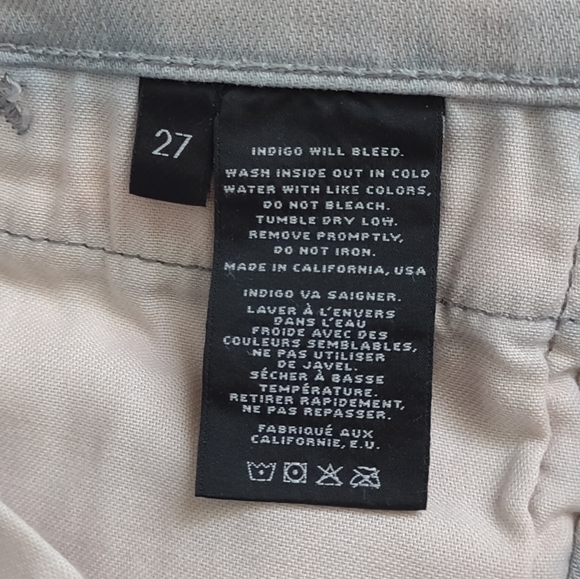 27
INDIGO WILL BLEED.
WASH INSIDE OUT IN COLD
WATER WITH LIKE COLORS,
DO NOT BLEACH.
TUMBLE DRY LOW.
REMOVE PROMPTLY,
DO NOT IRON.
MADE IN CALIFORNIA, USA
INDIGO VA SAIGNER.
LAVER À L'ENVERS
DANS L'EAU
FROIDE AVEC DES
COULEURS SEMBLABLES,
NE PAS UTILISER
DE JAVEL.
SÉCHER À BASSE
TEMPÉRATURE.
RETIRER RAPIDEMENT,
NE PAS REPASSER.
FABRIQUÉ AUX
CALIFORNIE, E.U.